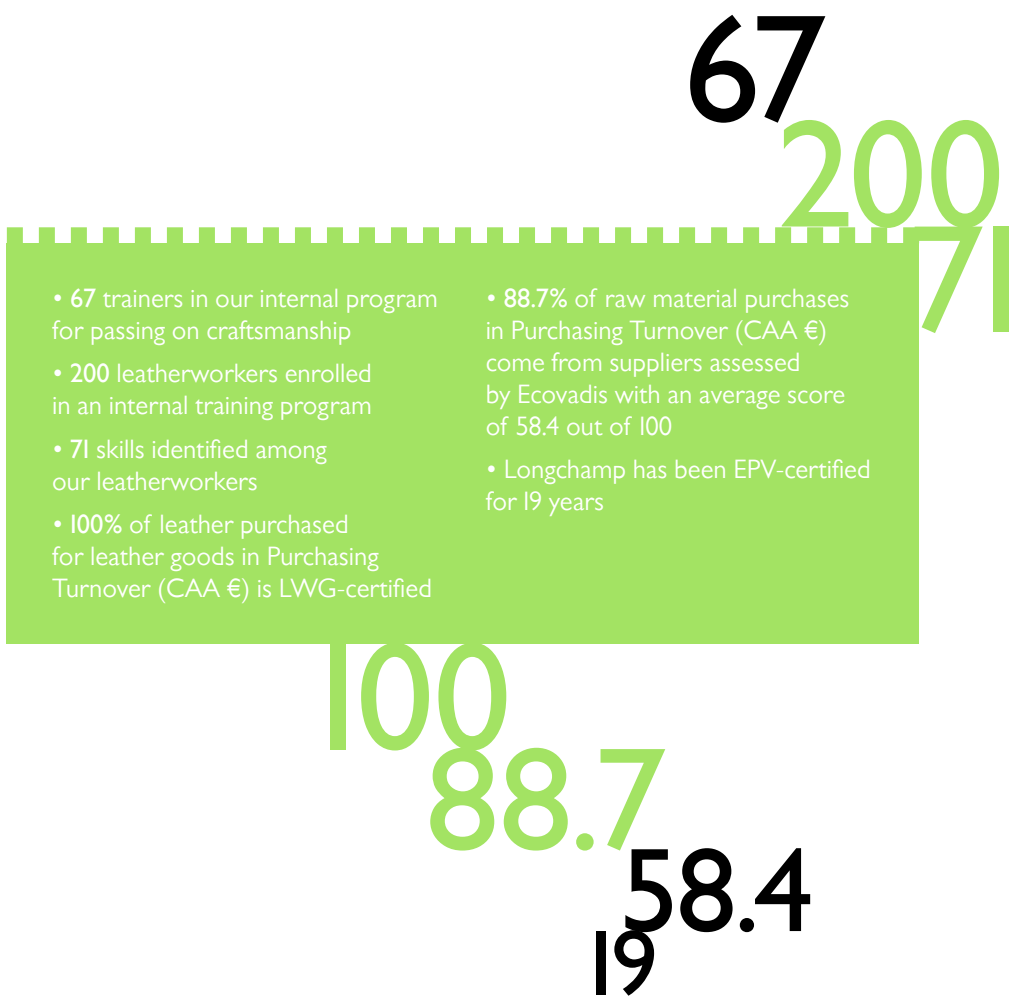 67
200
71
• 67 trainers in our internal program
for passing on craftsmanship
• 200 leatherworkers enrolled
in an internal training program
• 71 skills identified among
our leatherworkers
• 100% of leather purchased
for leather goods in Purchasing
Turnover (CAA €) is LWG-certified
• 88.7% of raw material purchases
in Purchasing Turnover (CAA €)
come from suppliers assessed
by Ecovadis with an average score
of 58.4 out of 100
• Longchamp has been EPV-certified
for 19 years
100
88.7
58.4
19